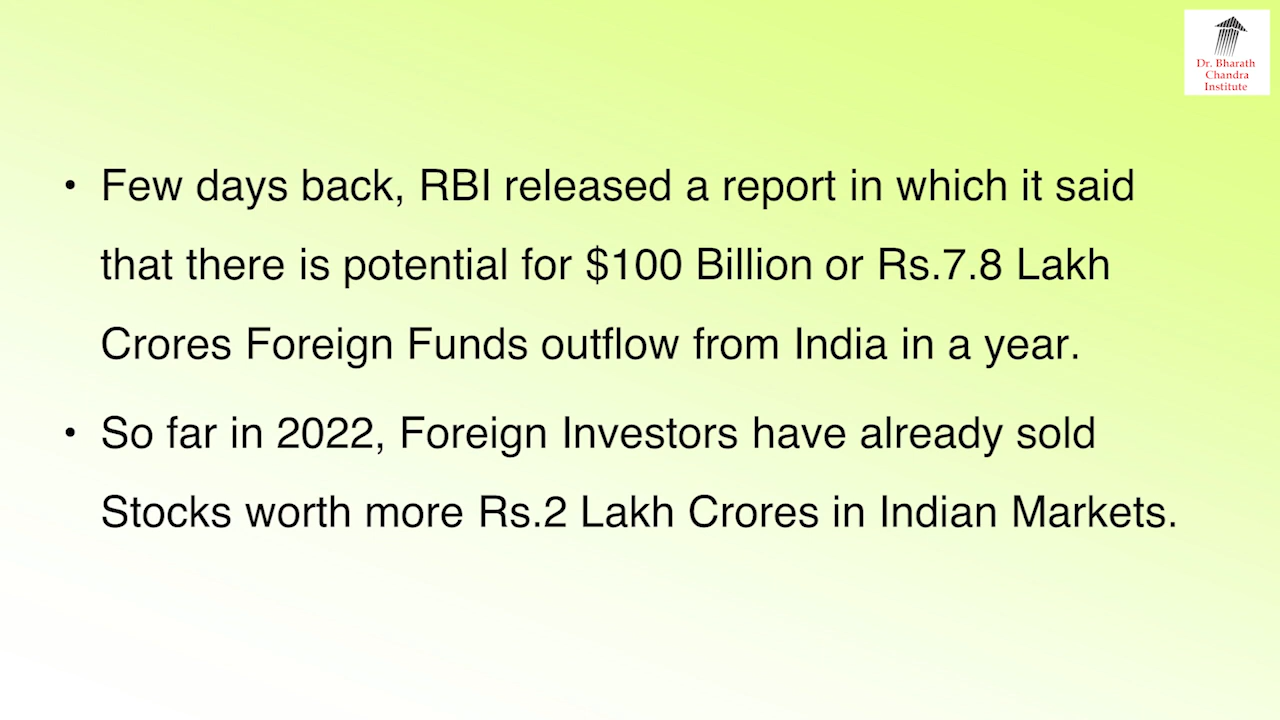 Dr. Bharath
Chandra
Institute
• Few days back, RBI released a report in which it said
that there is potential for $100 Billion or Rs.7.8 Lakh
Crores Foreign Funds outflow from India in a year.
• So far in 2022, Foreign Investors have already sold
Stocks worth more Rs.2 Lakh Crores in Indian Markets.